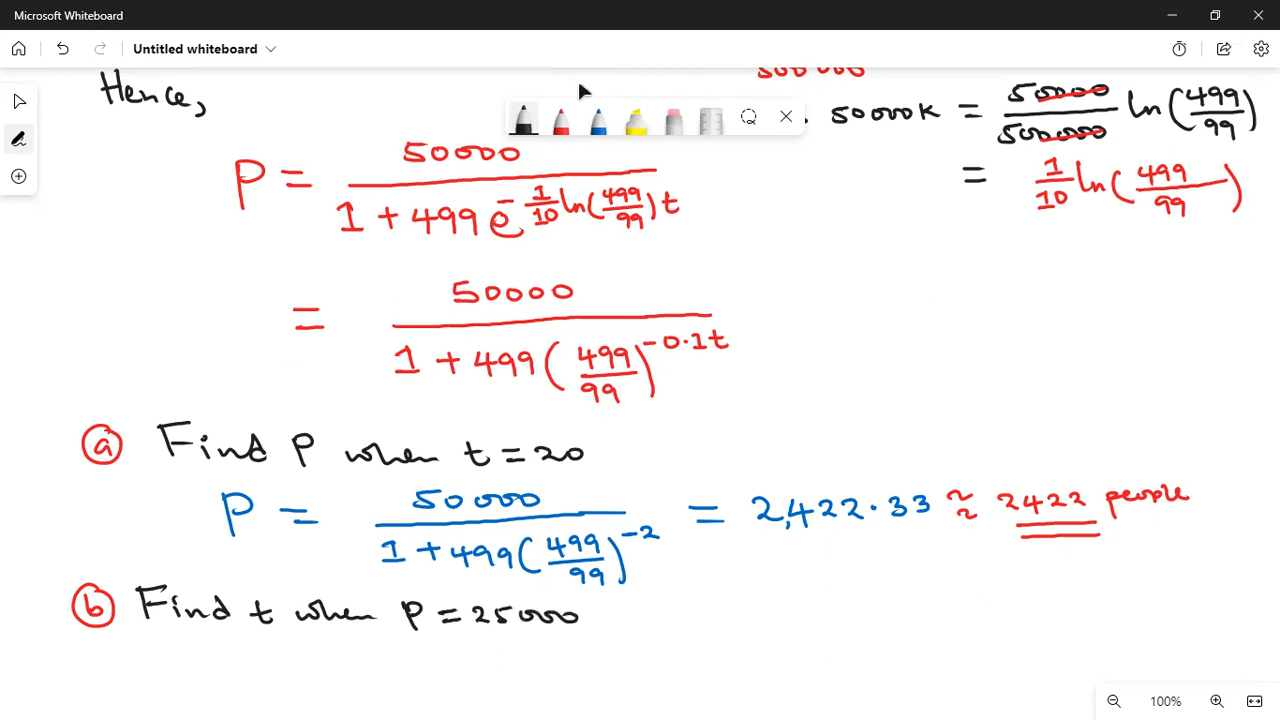 Microsoft Whiteboard
Untitled whiteboard
Hence,
500000
50000K = 50000/500000 ln(499/99)
= 1/10 ln(499/99)
P = 50000 / 1 + 499 e^-1/10 ln(499/99)t
= 50000 / 1 + 499(499/99)^-0.1t
(a) Find P when t = 20
P = 50000 / 1 + 499(499/99)^-2 = 2,422.33 ≈ 2422 people
(b) Find t when P = 25000
100%